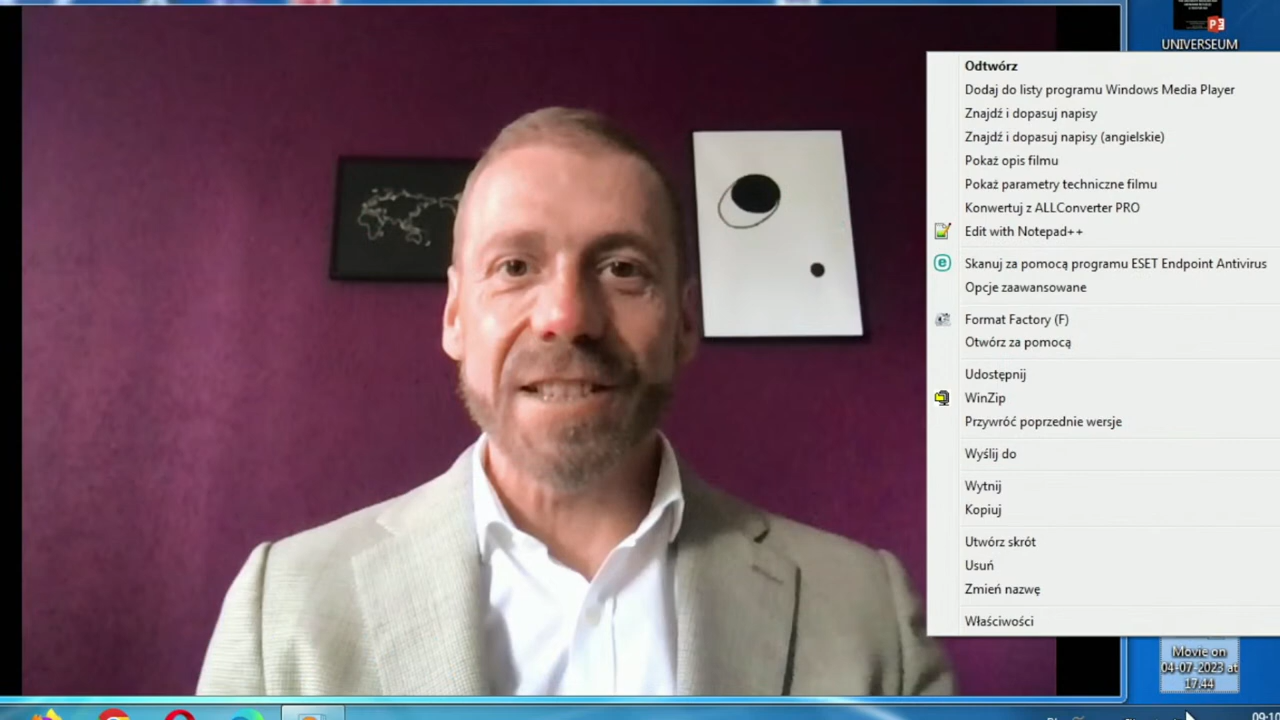 UNIVERSEUM
Odtwórz
Dodaj do listy programu Windows Media Player
Znajdź i dopasuj napisy
Znajdź i dopasuj napisy (angielskie)
Pokaż opis filmu
Pokaż parametry techniczne filmu
Konwertuj z ALLConverter PRO
Edit with Notepad++
Skanuj za pomocą programu ESET Endpoint Antivirus
Opcje zaawansowane
Format Factory (F)
Otwórz za pomocą
Udostępnij
WinZip
Przywróć poprzednie wersje
Wyślij do
Wytnij
Kopiuj
Utwórz skrót
Usuń
Zmień nazwę
Właściwości
Movie on
04-07-2023 at
17.44